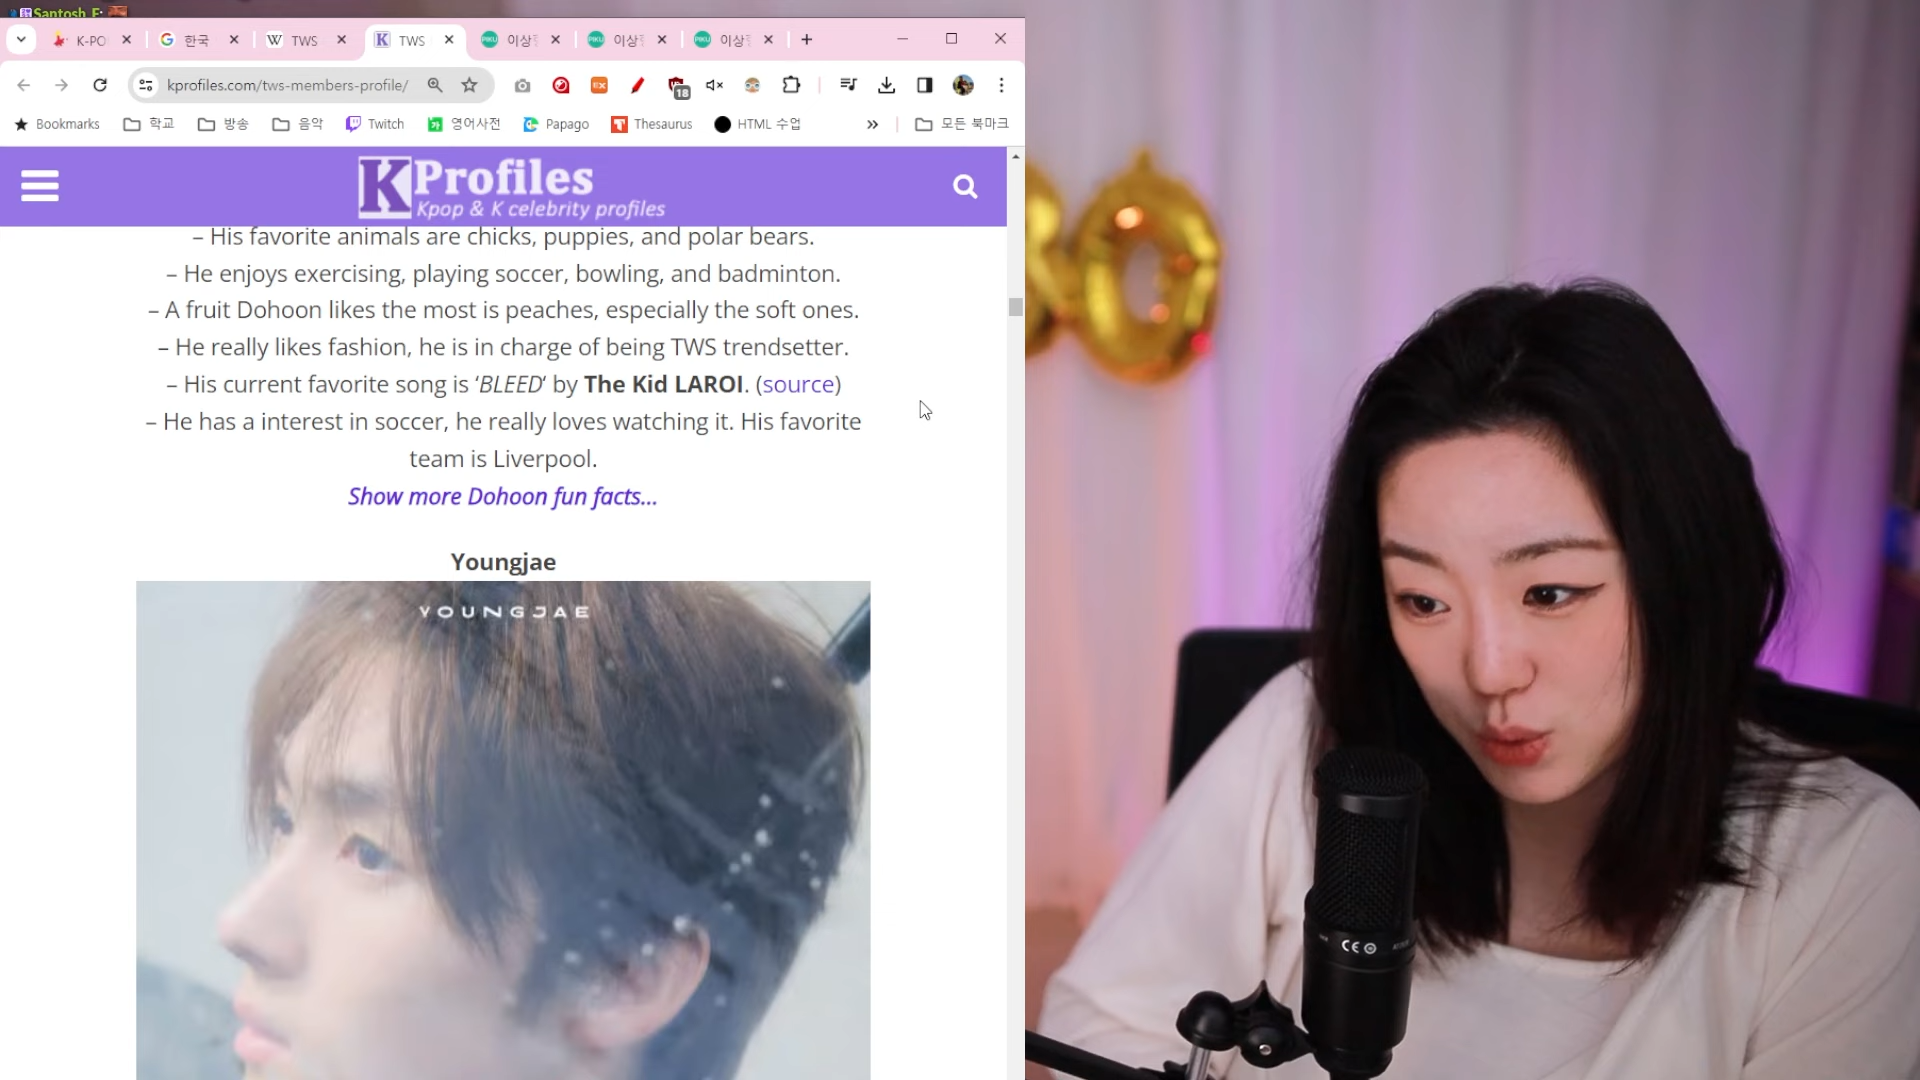 Santosh_F:
K-PO
한국
TWS
TWS
이상형
이상형
이상형
kprofiles.com/tws-members-profile/
18
Bookmarks 학교 방송 음악 Twitch 영어사전 Papago Thesaurus HTML 수업 » 모든 북마크
KProfiles
Kpop & K celebrity profiles
– His favorite animals are chicks, puppies, and polar bears.
– He enjoys exercising, playing soccer, bowling, and badminton.
– A fruit Dohoon likes the most is peaches, especially the soft ones.
– He really likes fashion, he is in charge of being TWS trendsetter.
– His current favorite song is ‘BLEED‘ by The Kid LAROI. (source)
– He has a interest in soccer, he really loves watching it. His favorite
team is Liverpool.
Show more Dohoon fun facts…
Youngjae
YOUNGJAE
CE